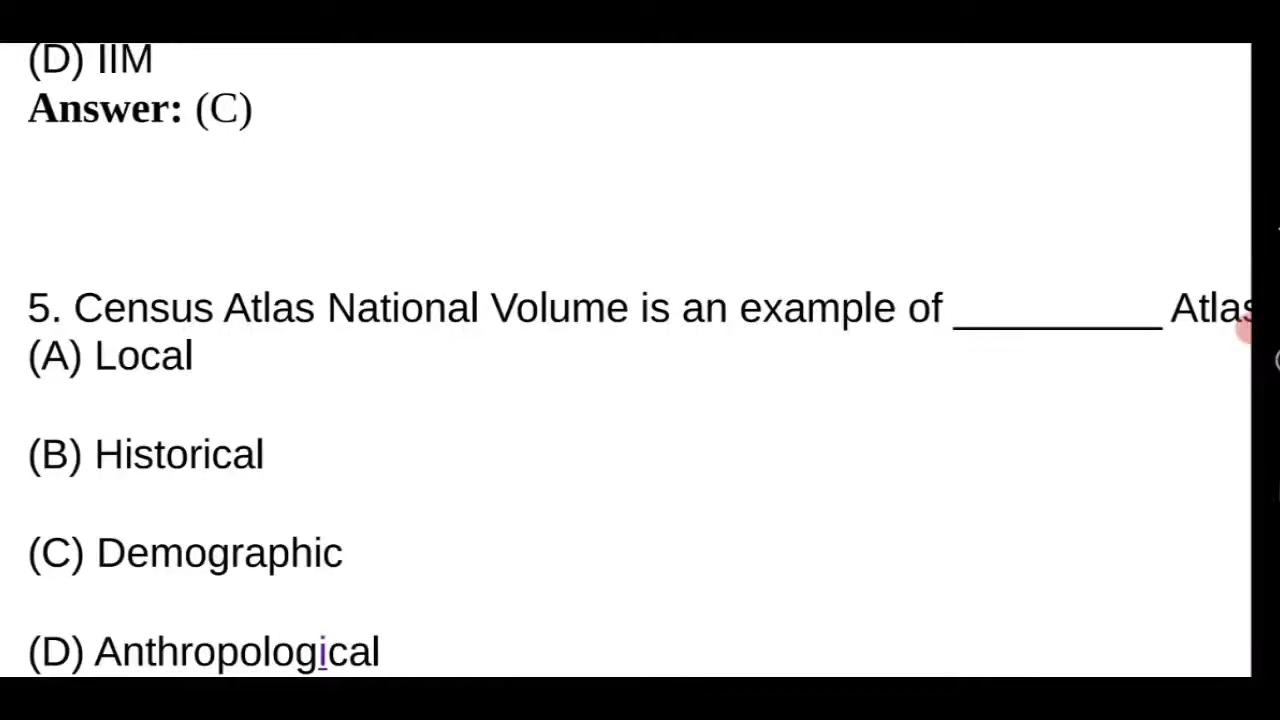 (D) IIM
Answer: (C)
5. Census Atlas National Volume is an example of __________ Atlas
(A) Local
(B) Historical
(C) Demographic
(D) Anthropological